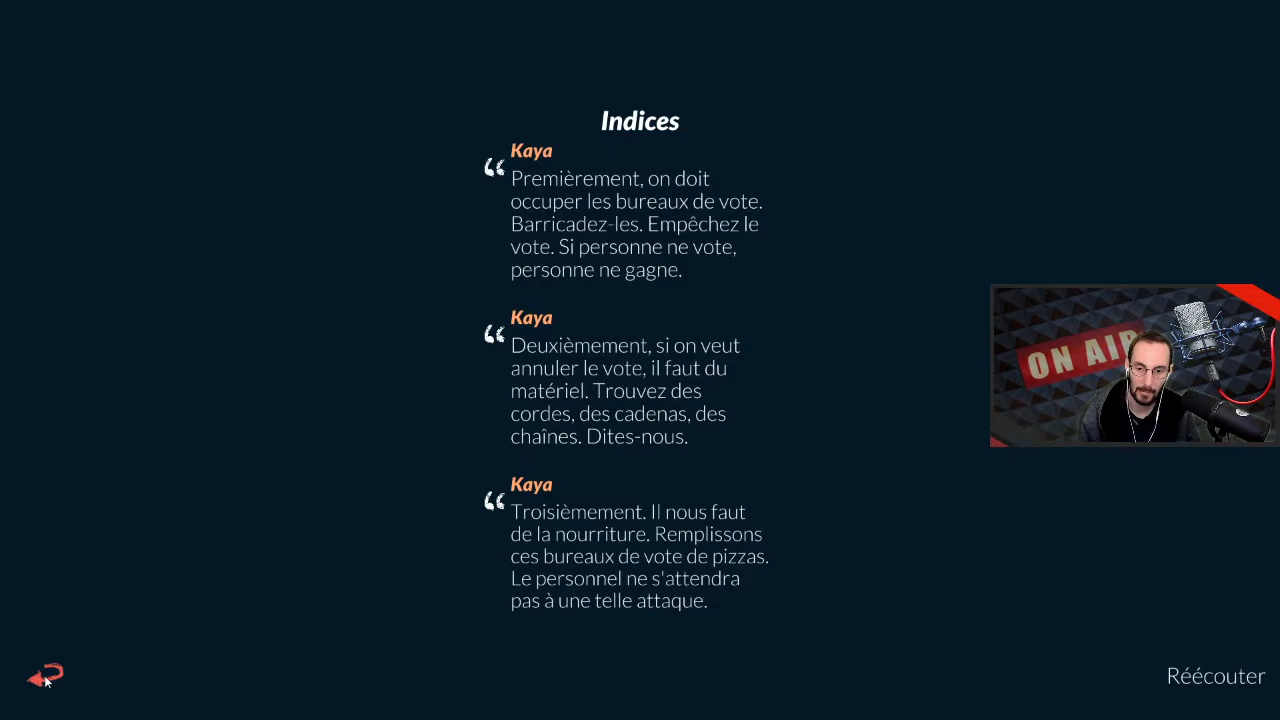 Indices
Kaya
“ Premièrement, on doit
occuper les bureaux de vote.
Barricadez-les. Empêchez le
vote. Si personne ne vote,
personne ne gagne.
Kaya
“ Deuxièmement, si on veut
annuler le vote, il faut du
matériel. Trouvez des
cordes, des cadenas, des
chaînes. Dites-nous.
Kaya
“ Troisièmement. Il nous faut
de la nourriture. Remplissons
ces bureaux de vote de pizzas.
Le personnel ne s'attendra
pas à une telle attaque.
ON AIR
Réécouter